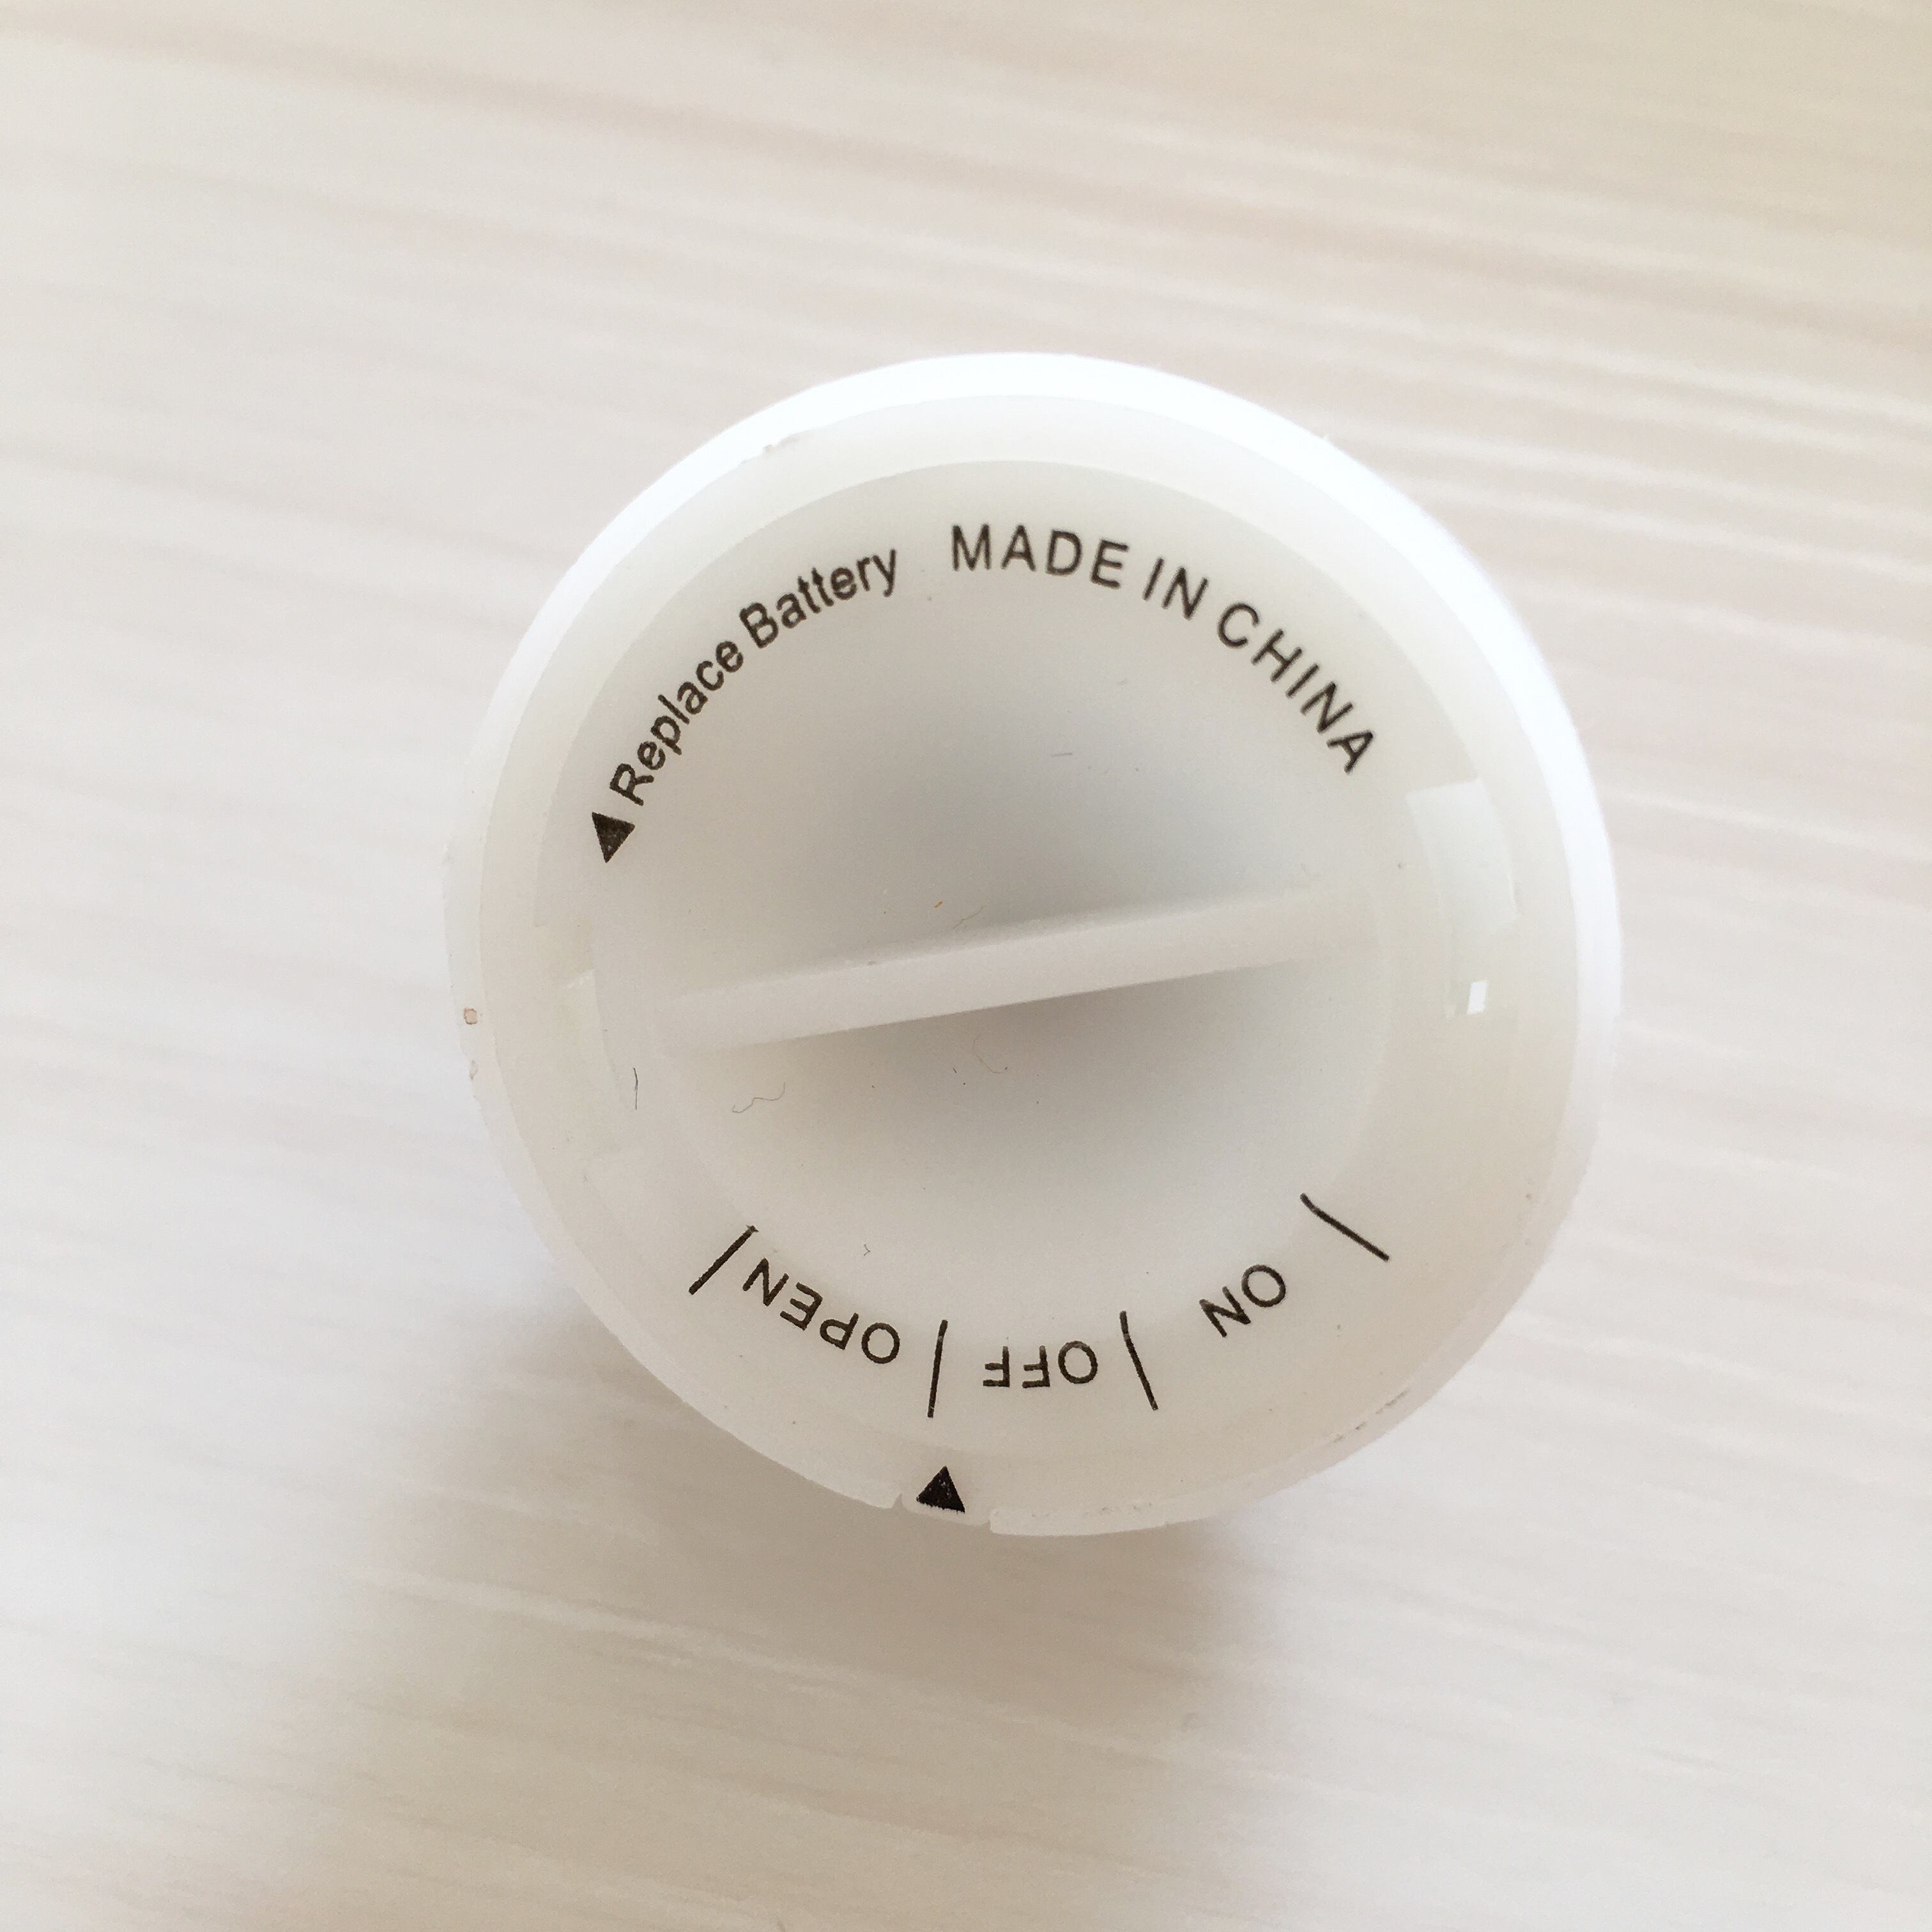 Replace Battery
MADE IN CHINA
ON
OFF
OPEN